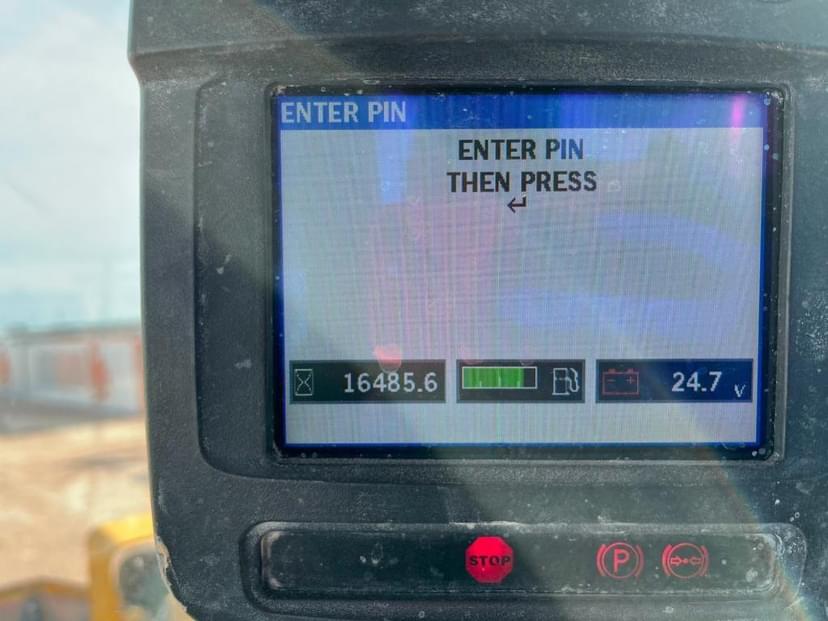 ENTER PIN
ENTER PIN
THEN PRESS
↵
16485.6
24.7 V
STOP
P